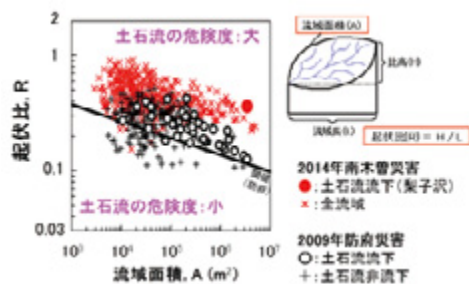 2
1
0.1
0.03
起伏比, R
土石流の危険度:大
土石流の危険度:小
(防府)
10³
10⁴
10⁵
10⁶
10⁷
流域面積, A (m²)
流域面積(A)
比高(H)
流域長(L)
起伏比(R) = H / L
2014年南木曽災害
:土石流流下(梨子沢)
:全流域
2009年防府災害
:土石流流下
:土石流非流下